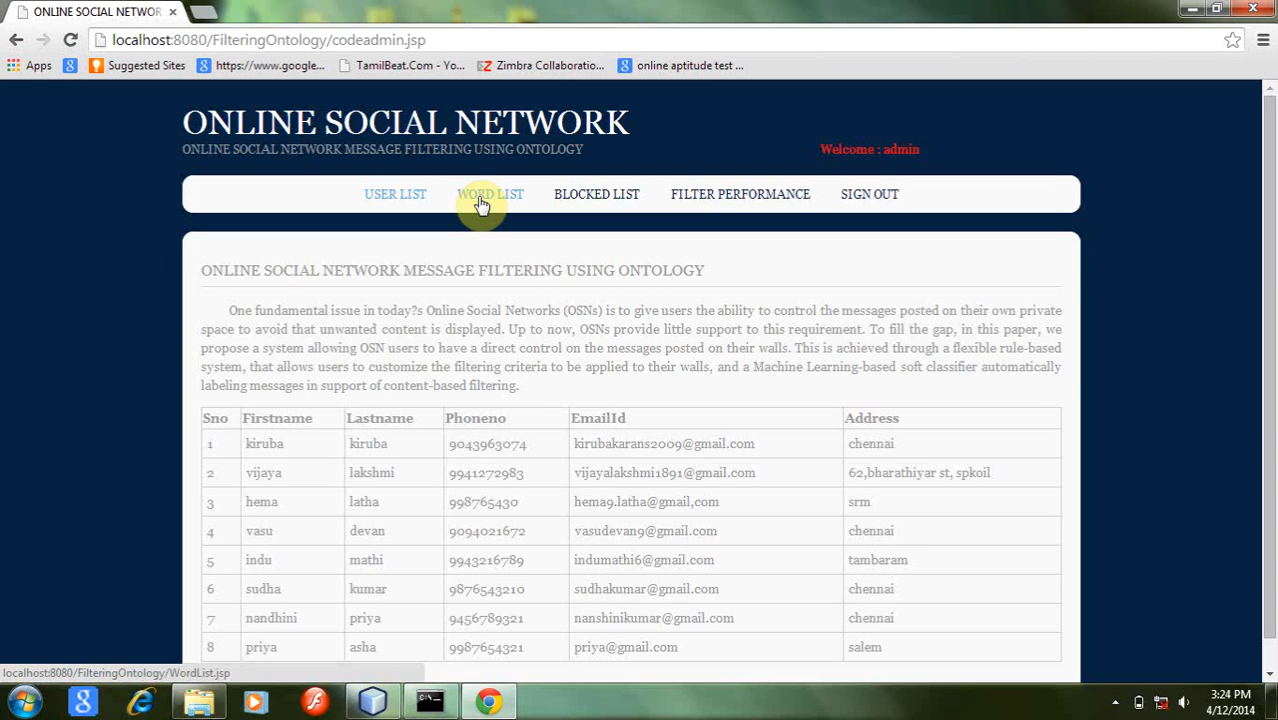 ONLINE SOCIAL NETWORK
localhost:8080/FilteringOntology/codeadmin.jsp
Apps Suggested Sites https://www.google... TamilBeat.Com - Yo... Zimbra Collaboratio... online aptitude test ...
ONLINE SOCIAL NETWORK
ONLINE SOCIAL NETWORK MESSAGE FILTERING USING ONTOLOGY Welcome : admin
USER LIST WORD LIST BLOCKED LIST FILTER PERFORMANCE SIGN OUT
ONLINE SOCIAL NETWORK MESSAGE FILTERING USING ONTOLOGY
One fundamental issue in today?s Online Social Networks (OSNs) is to give users the ability to control the messages posted on their own private
space to avoid that unwanted content is displayed. Up to now, OSNs provide little support to this requirement. To fill the gap, in this paper, we
propose a system allowing OSN users to have a direct control on the messages posted on their walls. This is achieved through a flexible rule-based
system, that allows users to customize the filtering criteria to be applied to their walls, and a Machine Learning-based soft classifier automatically
labeling messages in support of content-based filtering.
Sno Firstname Lastname Phoneno EmailId Address
1 kiruba kiruba 9043963074 kirubakarans2009@gmail.com chennai
2 vijaya lakshmi 9941272983 vijayalakshmi1891@gmail.com 62,bharathiyar st, spkoil
3 hema latha 998765430 hema9.latha@gmail,com srm
4 vasu devan 9094021672 vasudevan9@gmail.com chennai
5 indu mathi 9943216789 indumathi6@gmail.com tambaram
6 sudha kumar 9876543210 sudhakumar@gmail.com chennai
7 nandhini priya 9456789321 nanshinikumar@gmail.com chennai
8 priya asha 9987654321 priya@gmail.com salem
localhost:8080/FilteringOntology/WordList.jsp
3:24 PM
4/12/2014